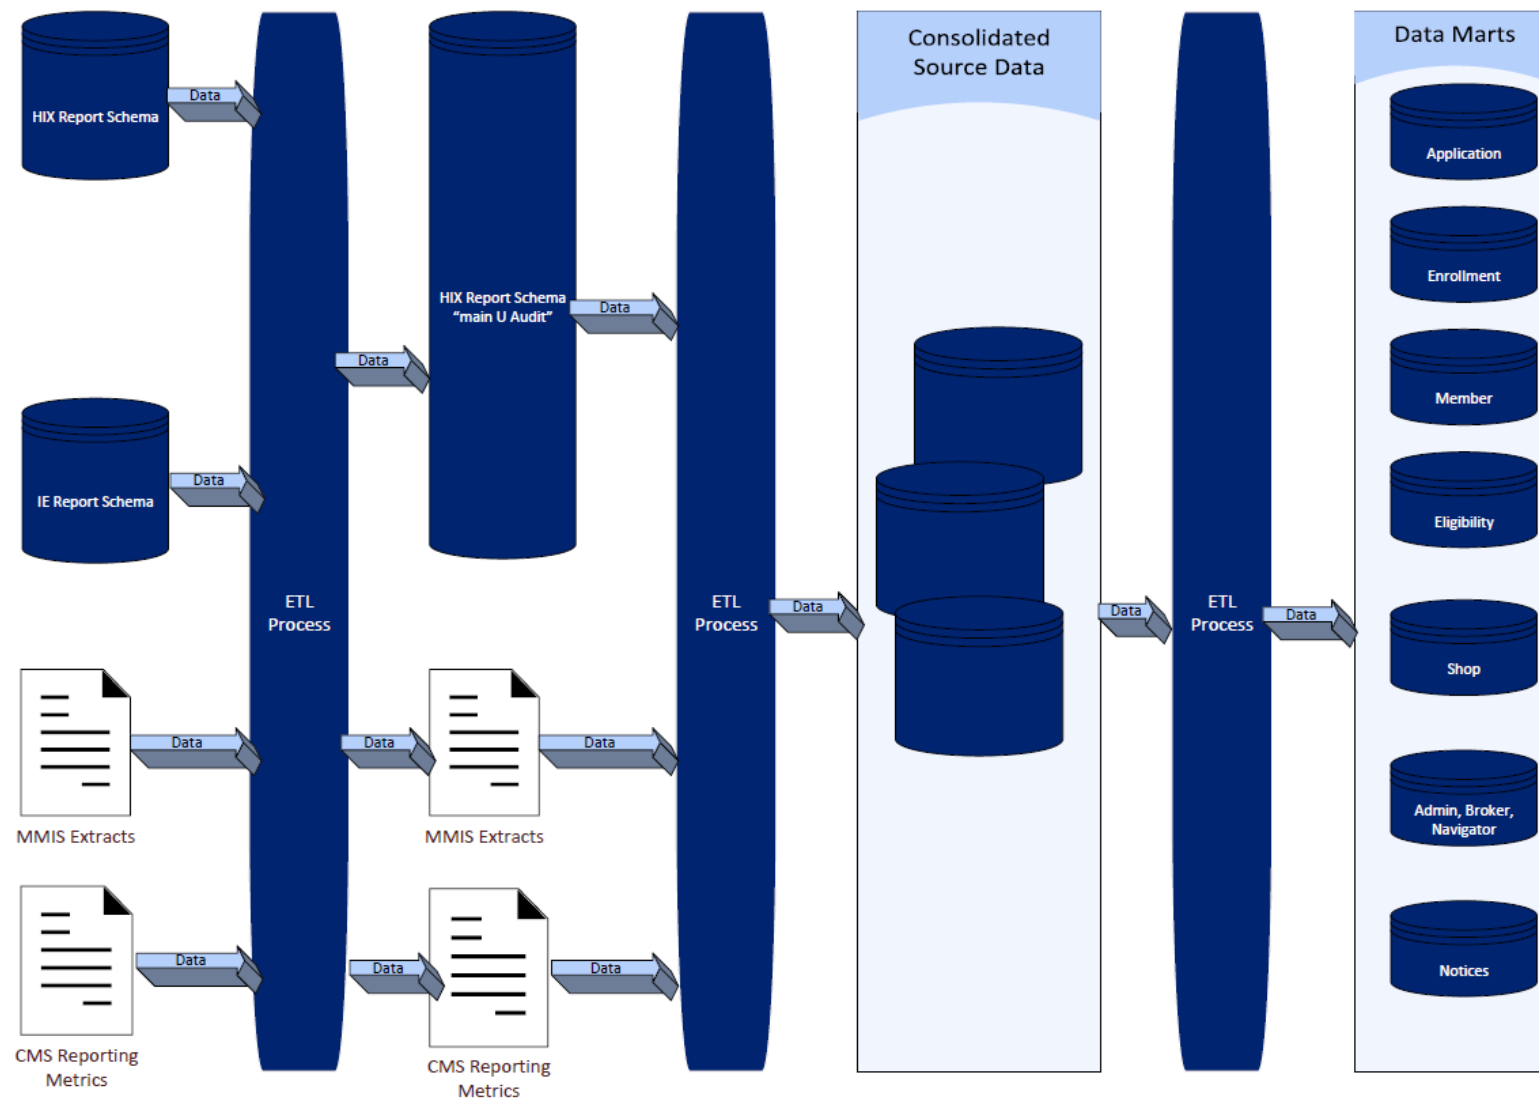 HIX Report Schema
Data
IE Report Schema
Data
MMIS Extracts
Data
CMS Reporting
Metrics
Data
ETL
Process
Data
Data
Data
HIX Report Schema
"main U Audit"
Data
MMIS Extracts
Data
CMS Reporting
Metrics
Data
ETL
Process
Data
Consolidated
Source Data
Data
ETL
Process
Data
Data Marts
Application
Enrollment
Member
Eligibility
Shop
Admin, Broker,
Navigator
Notices